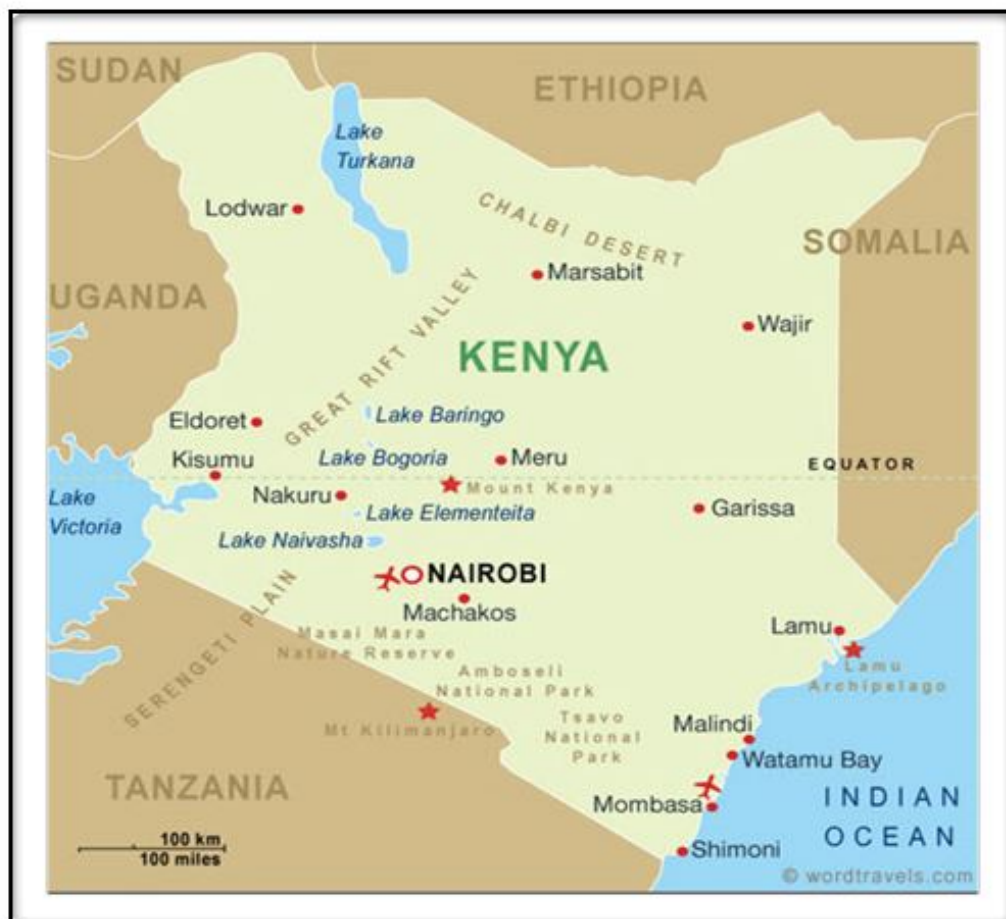 SUDAN
ETHIOPIA
Lake
Turkana
Lodwar
CHALBI DESERT
SOMALIA
Marsabit
UGANDA
Wajir
GREAT RIFT VALLEY
KENYA
Lake Baringo
Eldoret
Lake Bogoria
Meru
Kisumu
EQUATOR
Mount Kenya
Lake
Victoria
Nakuru
Lake Elementeita
Garissa
Lake Naivasha
NAIROBI
Machakos
SERENGETI PLAIN
Masai Mara
Nature Reserve
Lamu
Lamu
Archipelago
Amboseli
National Park
Mt Kilimanjaro
Tsavo
National
Park
Malindi
Watamu Bay
TANZANIA
Mombasa
INDIAN
OCEAN
100 km
100 miles
Shimoni
© wordtravels.com